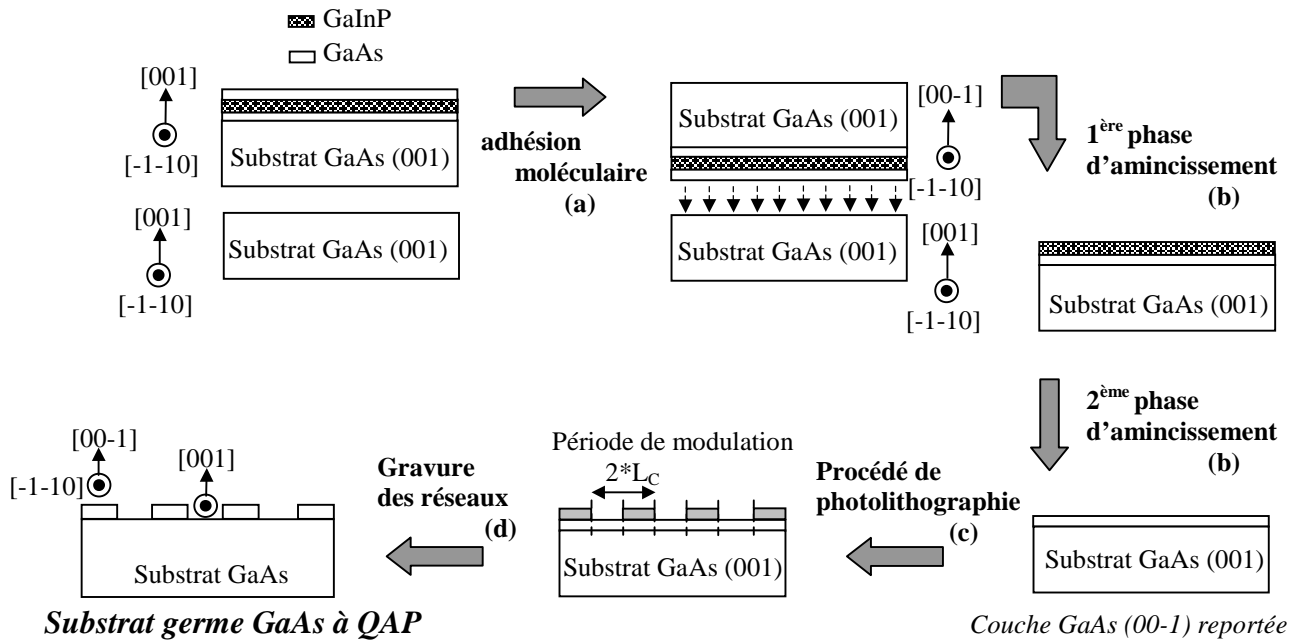 GaInP
GaAs
[001]
[-1-10]
Substrat GaAs (001)
[001]
[-1-10]
Substrat GaAs (001)
adhésion
moléculaire
(a)
Substrat GaAs (001)
[00-1]
[-1-10]
Substrat GaAs (001)
[001]
[-1-10]
1ère phase
d’amincissement
(b)
Substrat GaAs (001)
2ème phase
d’amincissement
(b)
Substrat GaAs (001)
Couche GaAs (00-1) reportée
Procédé de
photolithographie
(c)
Période de modulation
2*LC
Substrat GaAs (001)
Gravure
des réseaux
(d)
[00-1]
[-1-10]
[001]
Substrat GaAs
Substrat germe GaAs à QAP